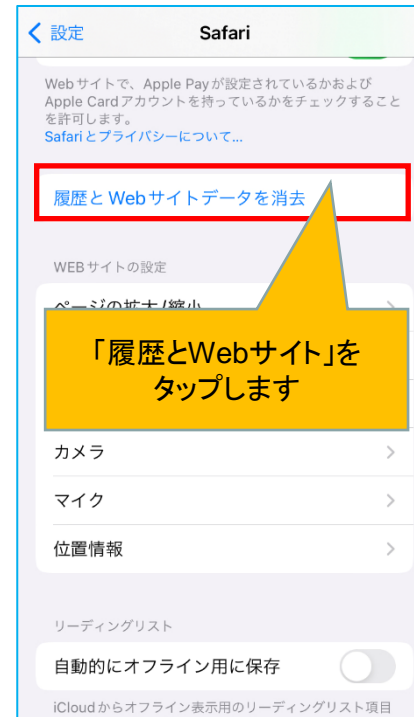 設定
Safari
Webサイトで、Apple Payが設定されているかおよび
Apple Cardアカウントを持っているかをチェックすること
を許可します。
Safariとプライバシーについて...
履歴とWebサイトデータを消去
WEBサイトの設定
ページの拡大/縮小
「履歴とWebサイト」を
タップします
カメラ
マイク
位置情報
リーディングリスト
自動的にオフライン用に保存
iCloudからオフライン表示用のリーディングリスト項目